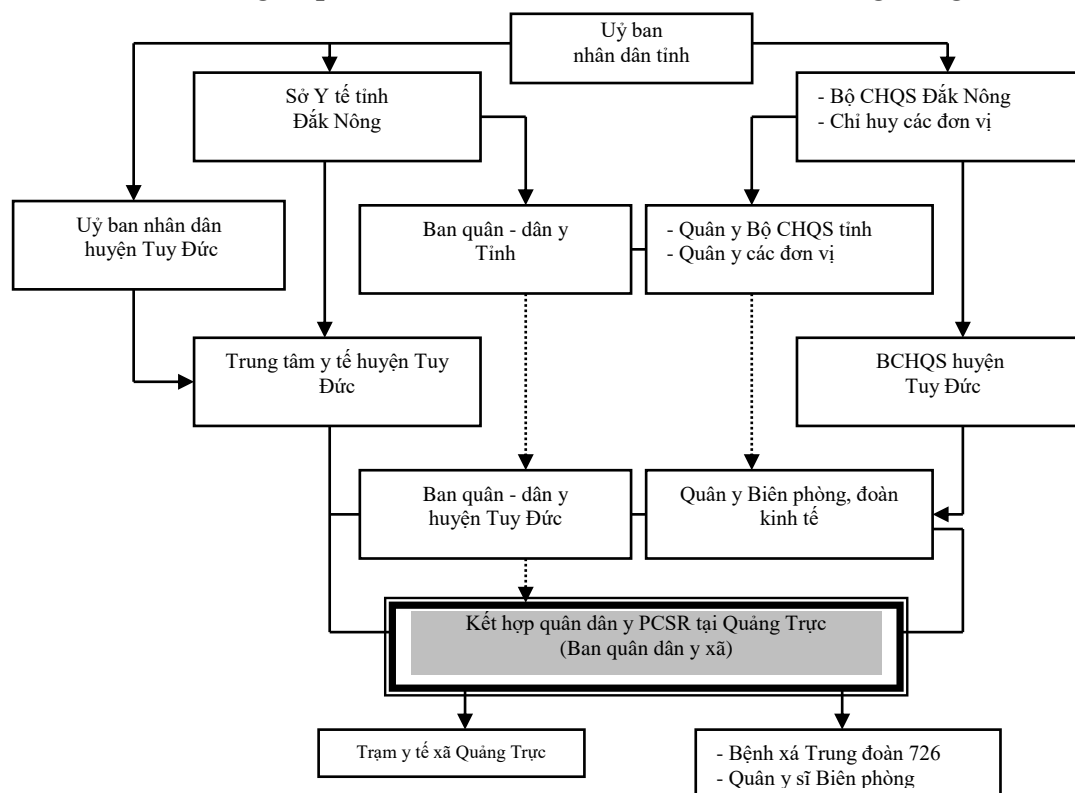 Uỷ ban
nhân dân tỉnh
Sở Y tế tỉnh
Đắk Nông
- Bộ CHQS Đắk Nông
- Chỉ huy các đơn vị
Uỷ ban nhân dân
huyện Tuy Đức
Ban quân - dân y
Tỉnh
- Quân y Bộ CHQS tỉnh
- Quân y các đơn vị
Trung tâm y tế huyện Tuy
Đức
BCHQS huyện
Tuy Đức
Ban quân - dân y
huyện Tuy Đức
Quân y Biên phòng, đoàn
kinh tế
Kết hợp quân dân y PCSR tại Quảng Trực
(Ban quân dân y xã)
Trạm y tế xã Quảng Trực
- Bệnh xá Trung đoàn 726
- Quân y sĩ Biên phòng